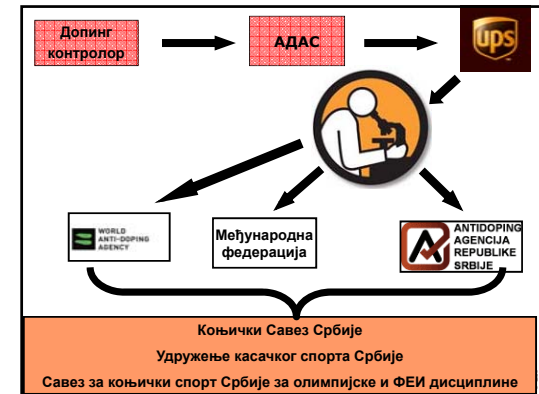 Допинг
контролор
АДАС
ups
WORLD
ANTI-DOPING
AGENCY
Међународна
федерација
ANTIDOPING
AGENCIJA
REPUBLIKE
SRBIJE
Коњички Савез Србије
Удружење касачког спорта Србије
Савез за коњички спорт Србије за олимпијске и ФЕИ дисциплине